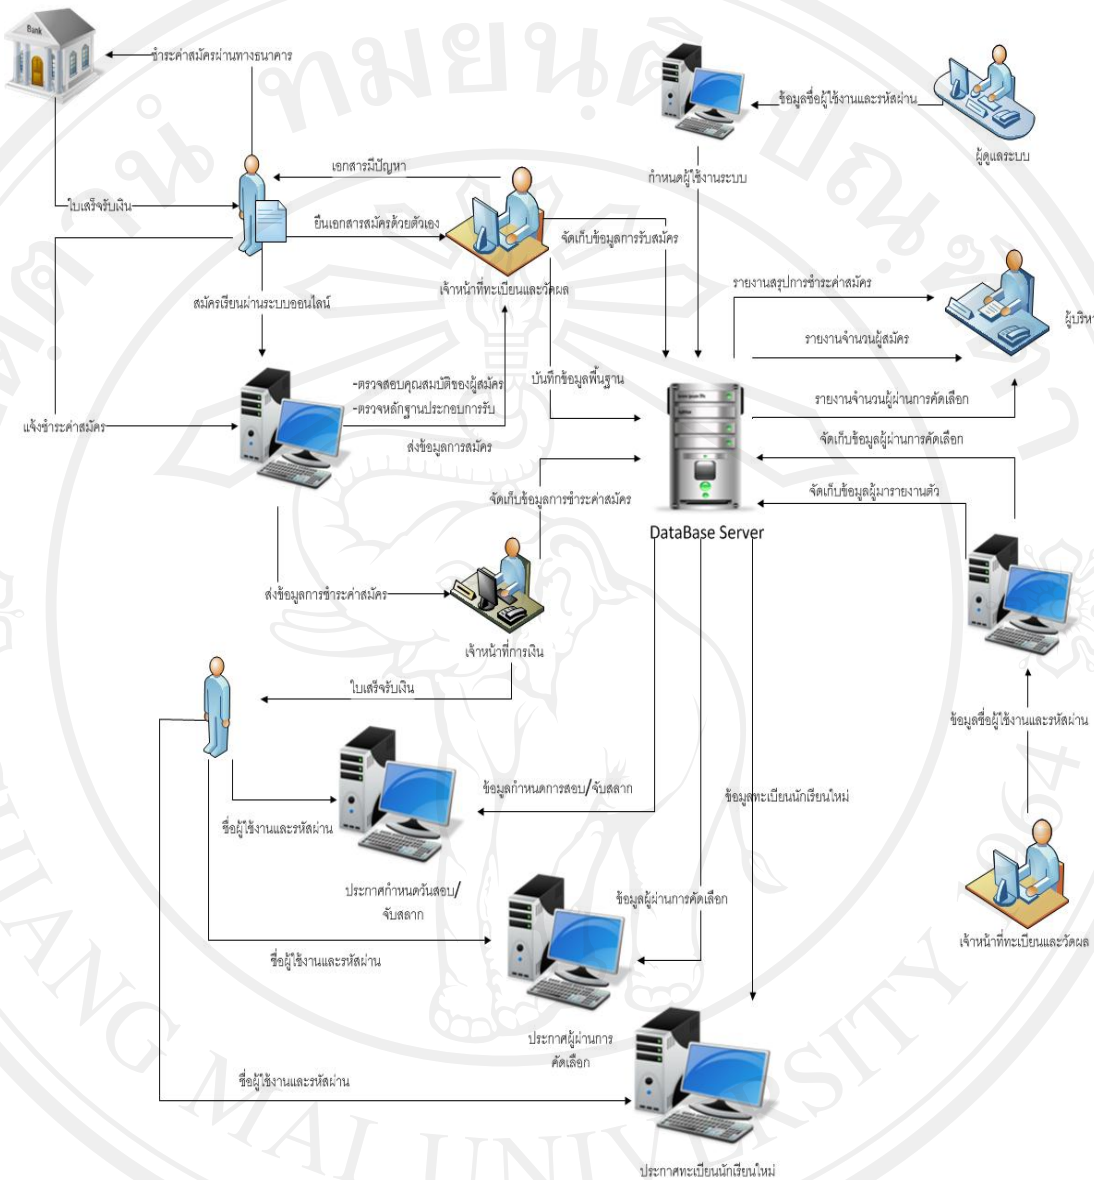 Bank
ชำระค่าสมัครผ่านทางธนาคาร
ข้อมูลชื่อผู้ใช้งานและรหัสผ่าน
ผู้ดูแลระบบ
เอกสารมีปัญหา
กำหนดผู้ใช้งานระบบ
ใบเสร็จรับเงิน
ยื่นเอกสารสมัครด้วยตัวเอง
จัดเก็บข้อมูลการรับสมัคร
เจ้าหน้าที่ทะเบียนและวัดผล
รายงานสรุปการชำระค่าสมัคร
สมัครเรียนผ่านระบบออนไลน์
ผู้บริหา
รายงานจำนวนผู้สมัคร
-ตรวจสอบคุณสมบัติของผู้สมัคร
บันทึกข้อมูลพื้นฐาน
-ตรวจหลักฐานประกอบการรับ
รายงานจำนวนผู้ผ่านการคัดเลือก
แจ้งชำระค่าสมัคร
ส่งข้อมูลการสมัคร
จัดเก็บข้อมูลผู้ผ่านการคัดเลือก
จัดเก็บข้อมูลการชำระค่าสมัคร
จัดเก็บข้อมูลผู้มารายงานตัว
DataBase Server
ส่งข้อมูลการชำระค่าสมัคร
เจ้าหน้าที่การเงิน
ใบเสร็จรับเงิน
ข้อมูลชื่อผู้ใช้งานและรหัสผ่าน
ข้อมูลกำหนดการสอบ/จับสลาก
ข้อมูลทะเบียนนักเรียนใหม่
ชื่อผู้ใช้งานและรหัสผ่าน
ประกาศกำหนดวันสอบ/
จับสลาก
ข้อมูลผู้ผ่านการคัดเลือก
เจ้าหน้าที่ทะเบียนและวัดผล
ชื่อผู้ใช้งานและรหัสผ่าน
ประกาศผู้ผ่านการ
คัดเลือก
ชื่อผู้ใช้งานและรหัสผ่าน
ประกาศทะเบียนนักเรียนใหม่
CHIANG MAI UNIVERSITY 1964